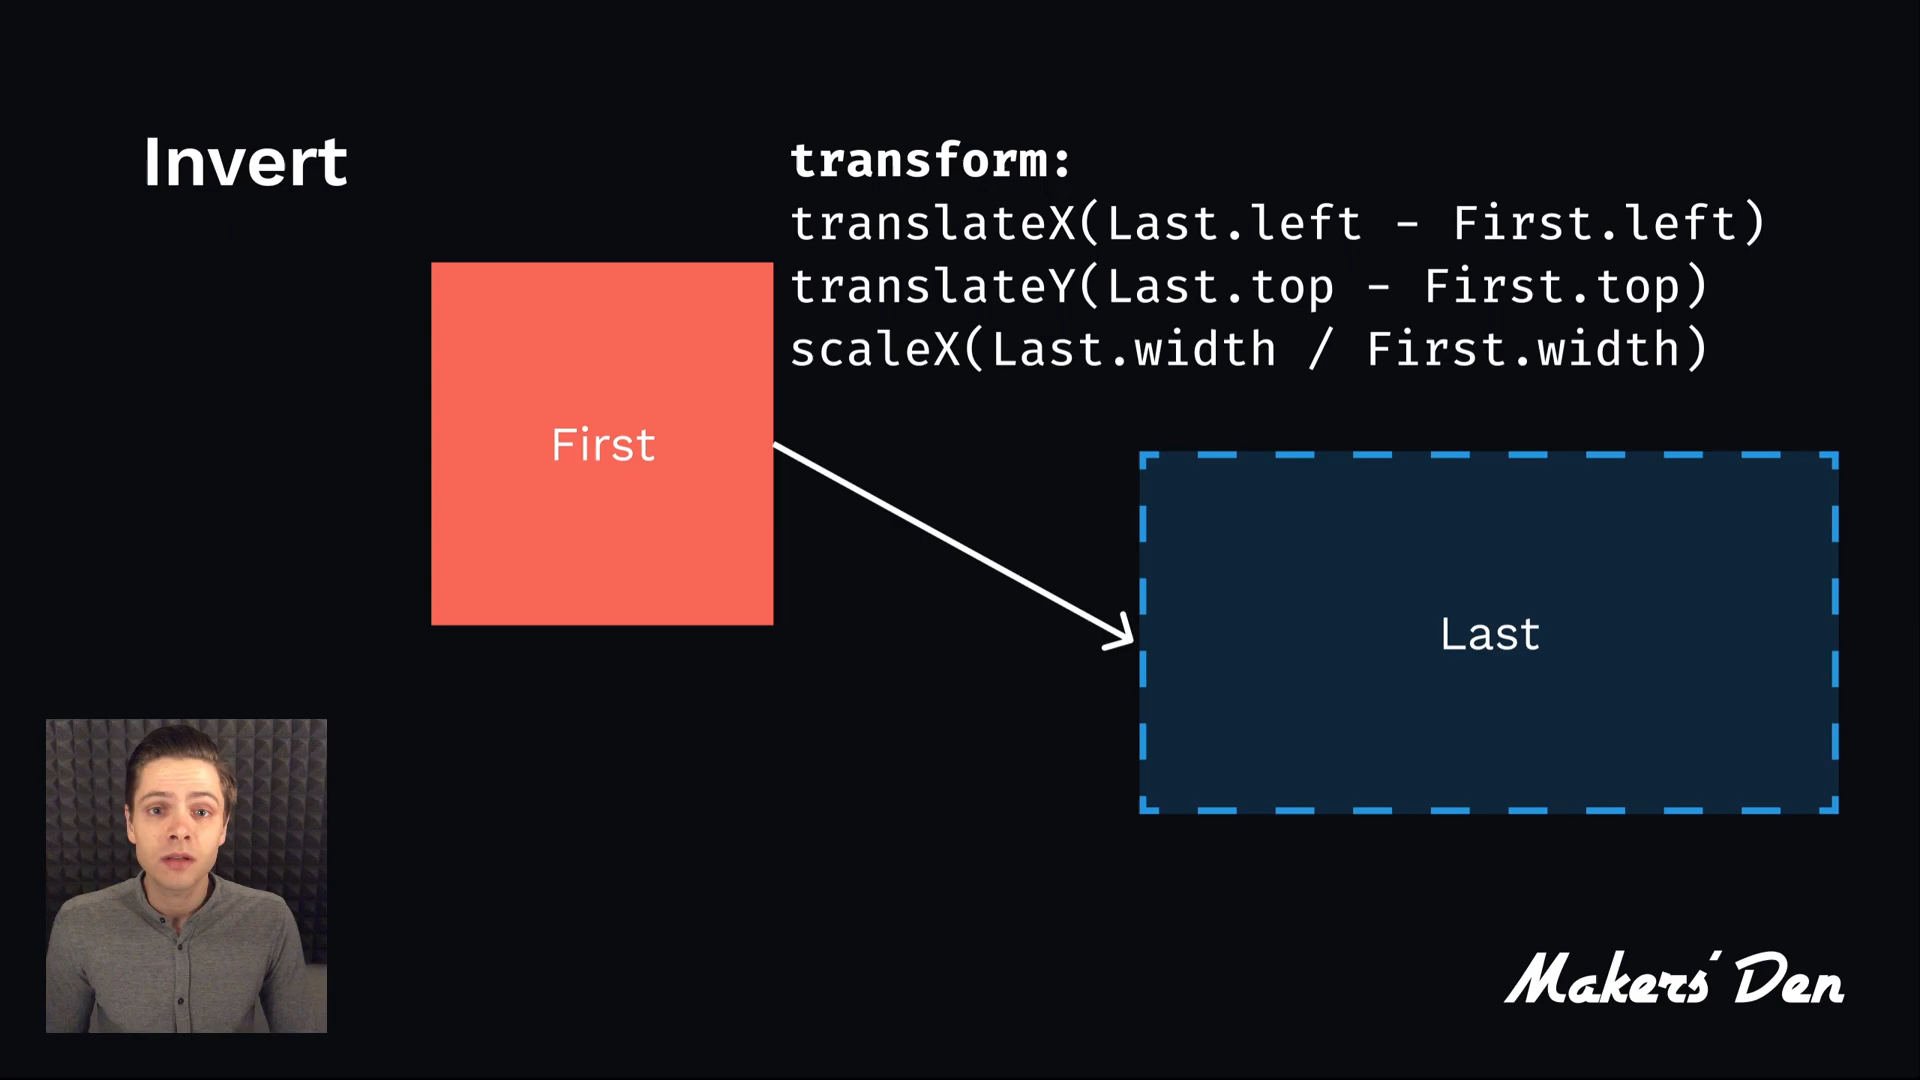 Invert
transform:
translateX(Last.left - First.left)
translateY(Last.top - First.top)
scaleX(Last.width / First.width)
First
Last
Makers' Den